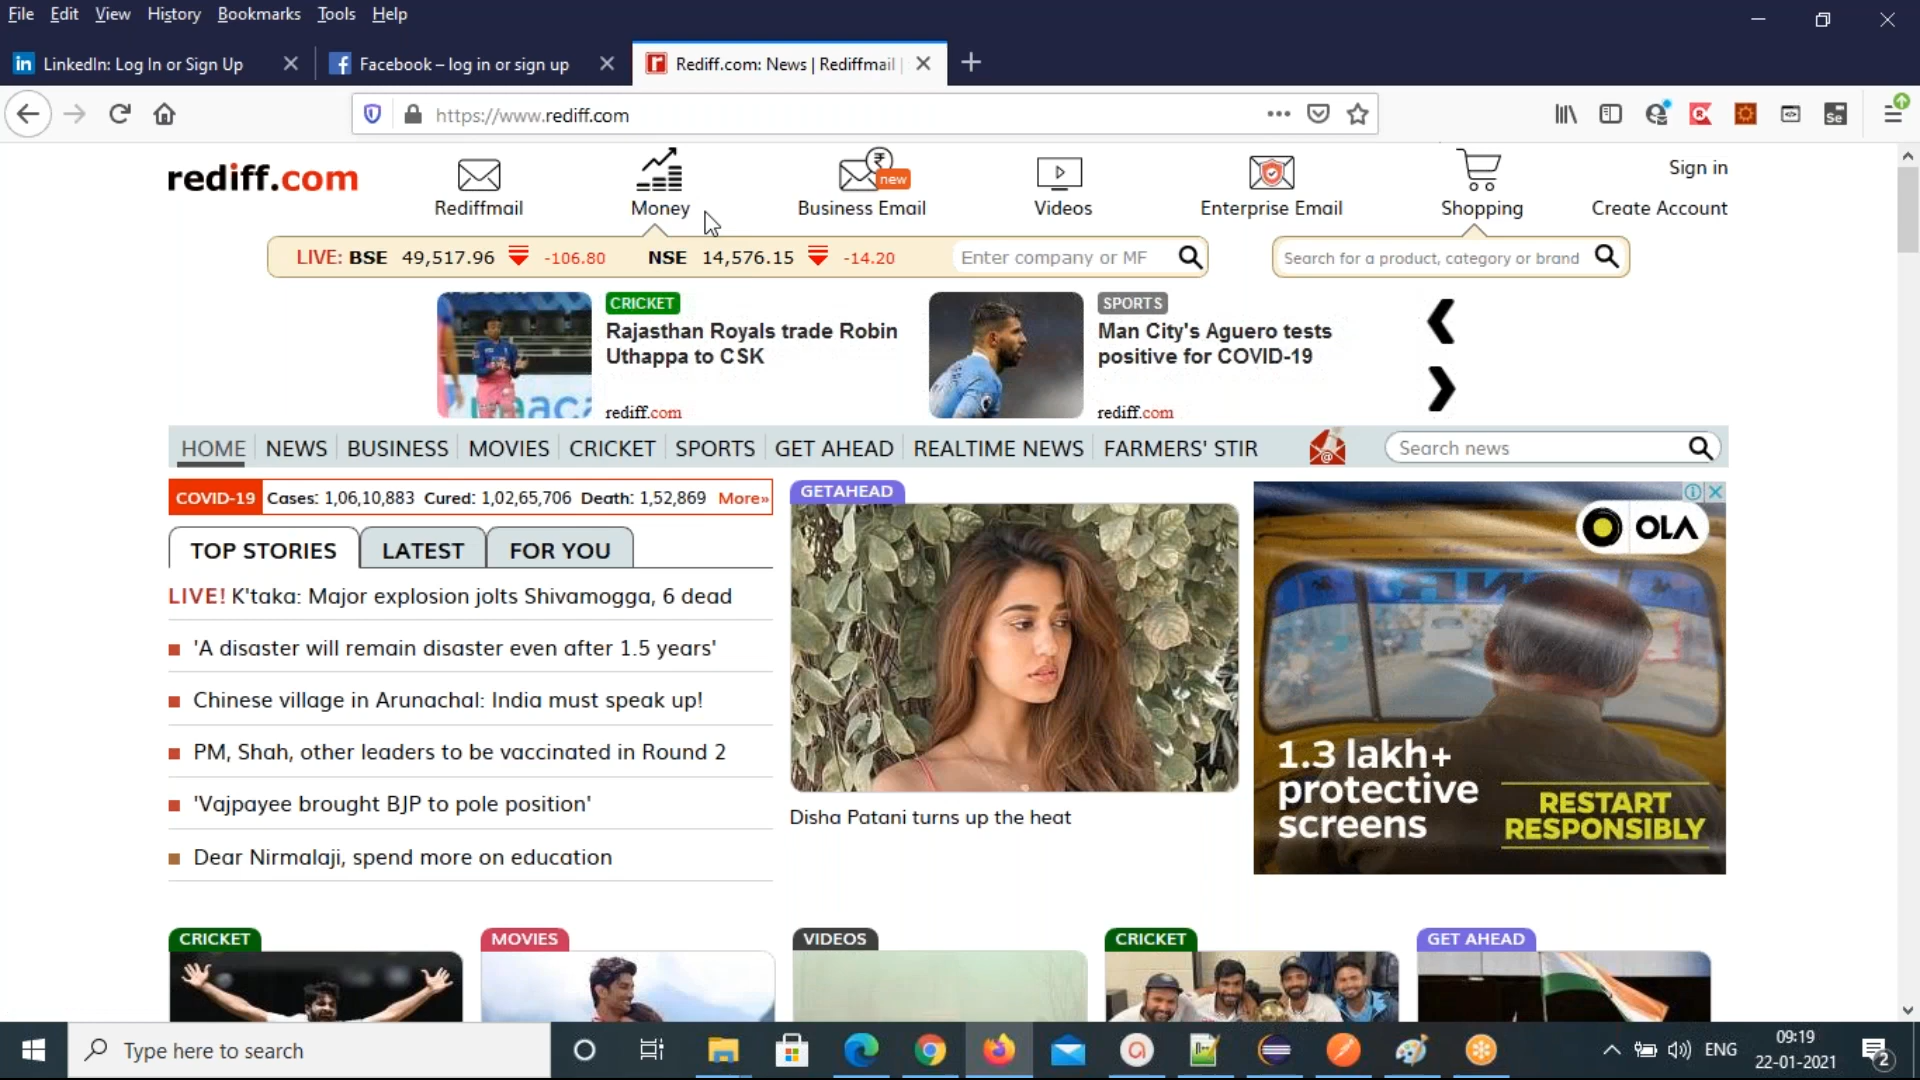 File Edit View History Bookmarks Tools Help
LinkedIn: Log In or Sign Up
Facebook – log in or sign up
Rediff.com: News | Rediffmail |
https://www.rediff.com
rediff.com
Rediffmail
Money
new
Business Email
Videos
Enterprise Email
Shopping
Sign in
Create Account
LIVE: BSE 49,517.96 -106.80 NSE 14,576.15 -14.20
Enter company or MF
Search for a product, category or brand
CRICKET
Rajasthan Royals trade Robin
Uthappa to CSK
rediff.com
SPORTS
Man City's Aguero tests
positive for COVID-19
rediff.com
HOME NEWS BUSINESS MOVIES CRICKET SPORTS GET AHEAD REALTIME NEWS FARMERS' STIR
Search news
COVID-19 Cases: 1,06,10,883 Cured: 1,02,65,706 Death: 1,52,869 More»
TOP STORIES LATEST FOR YOU
LIVE! K'taka: Major explosion jolts Shivamogga, 6 dead
'A disaster will remain disaster even after 1.5 years'
Chinese village in Arunachal: India must speak up!
PM, Shah, other leaders to be vaccinated in Round 2
'Vajpayee brought BJP to pole position'
Dear Nirmalaji, spend more on education
GETAHEAD
Disha Patani turns up the heat
OLA
1.3 lakh+
protective
screens
RESTART
RESPONSIBLY
CRICKET
MOVIES
VIDEOS
CRICKET
GET AHEAD
Type here to search
Se
ENG
09:19
22-01-2021
2